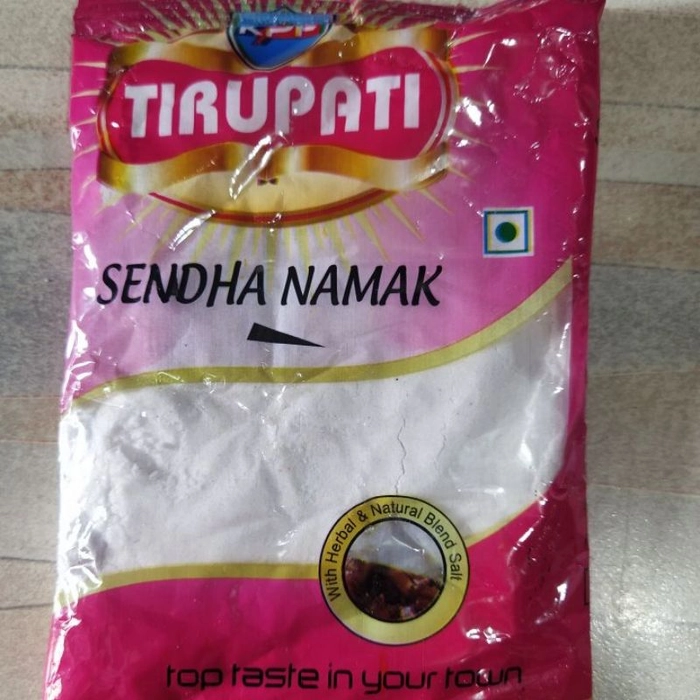 TIRUPATI
SENDHA NAMAK
With Herbal & Natural Blend Salt
top taste in your town